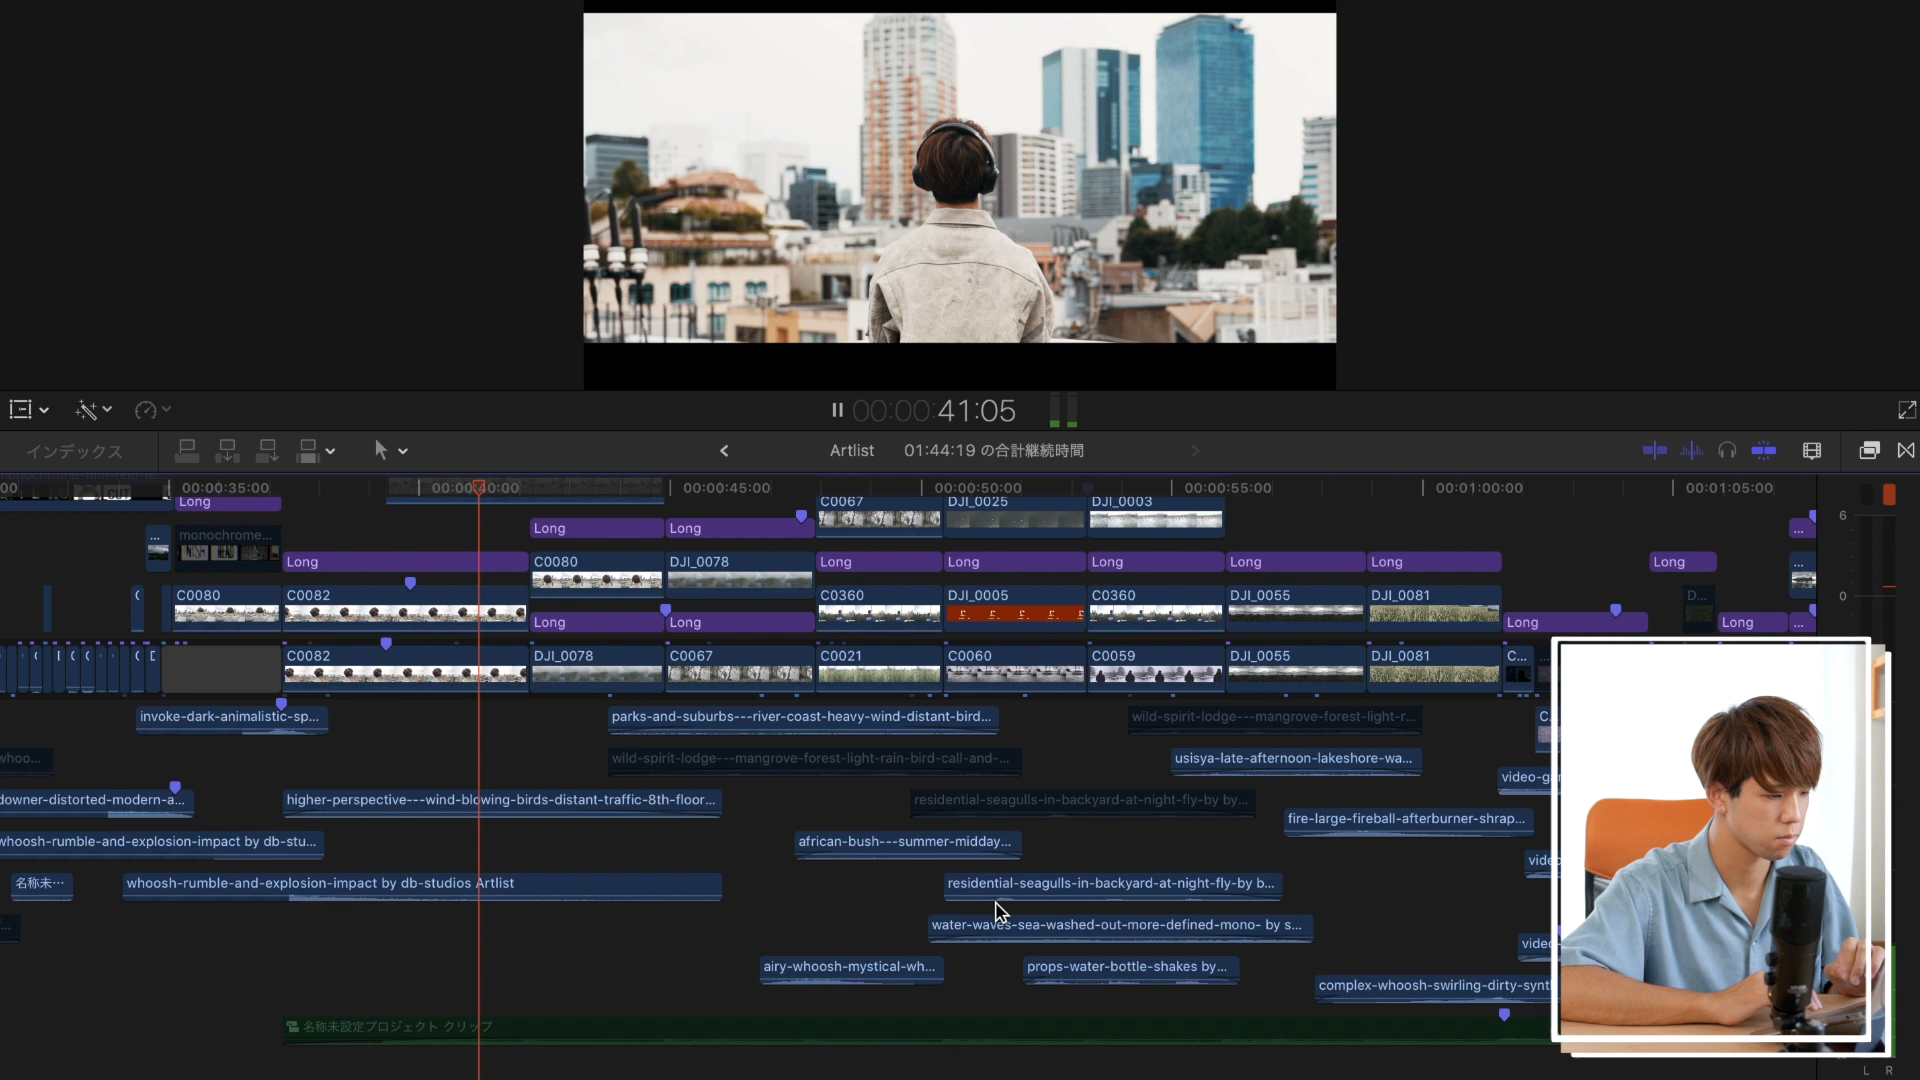 00:00:41:05
インデックス
Artlist 01:44:19 の合計継続時間
00 00:00:35:00 00:00:40:00 00:00:45:00 00:00:50:00 00:00:55:00 00:01:00:00 00:01:05:00
Long C0067 DJI_0025 DJI_0003
6
Long Long ...
... monochrome...
Long C0080 DJI_0078 Long Long Long Long Long Long ...
C0080 C0082 C0360 DJI_0005 C0360 DJI_0055 DJI_0081 D... 0
Long Long Long Long ...
C0082 DJI_0078 C0067 C0021 C0060 C0059 DJI_0055 DJI_0081 C...
invoke-dark-animalistic-sp... parks-and-suburbs---river-coast-heavy-wind-distant-bird... wild-spirit-lodge---mangrove-forest-light-r... C.
whoo... wild-spirit-lodge---mangrove-forest-light-rain-bird-call-and-... usisya-late-afternoon-lakeshore-wa...
video-ga
downer-distorted-modern-a... higher-perspective---wind-blowing-birds-distant-traffic-8th-floor... residential-seagulls-in-backyard-at-night-fly-by by...
fire-large-fireball-afterburner-shrap...
whoosh-rumble-and-explosion-impact by db-stu... african-bush---summer-midday...
video
名称未... whoosh-rumble-and-explosion-impact by db-studios Artlist residential-seagulls-in-backyard-at-night-fly-by b...
... water-waves-sea-washed-out-more-defined-mono- by s...
video
airy-whoosh-mystical-wh... props-water-bottle-shakes by...
complex-whoosh-swirling-dirty-synt
名称未設定プロジェクト クリップ
L R